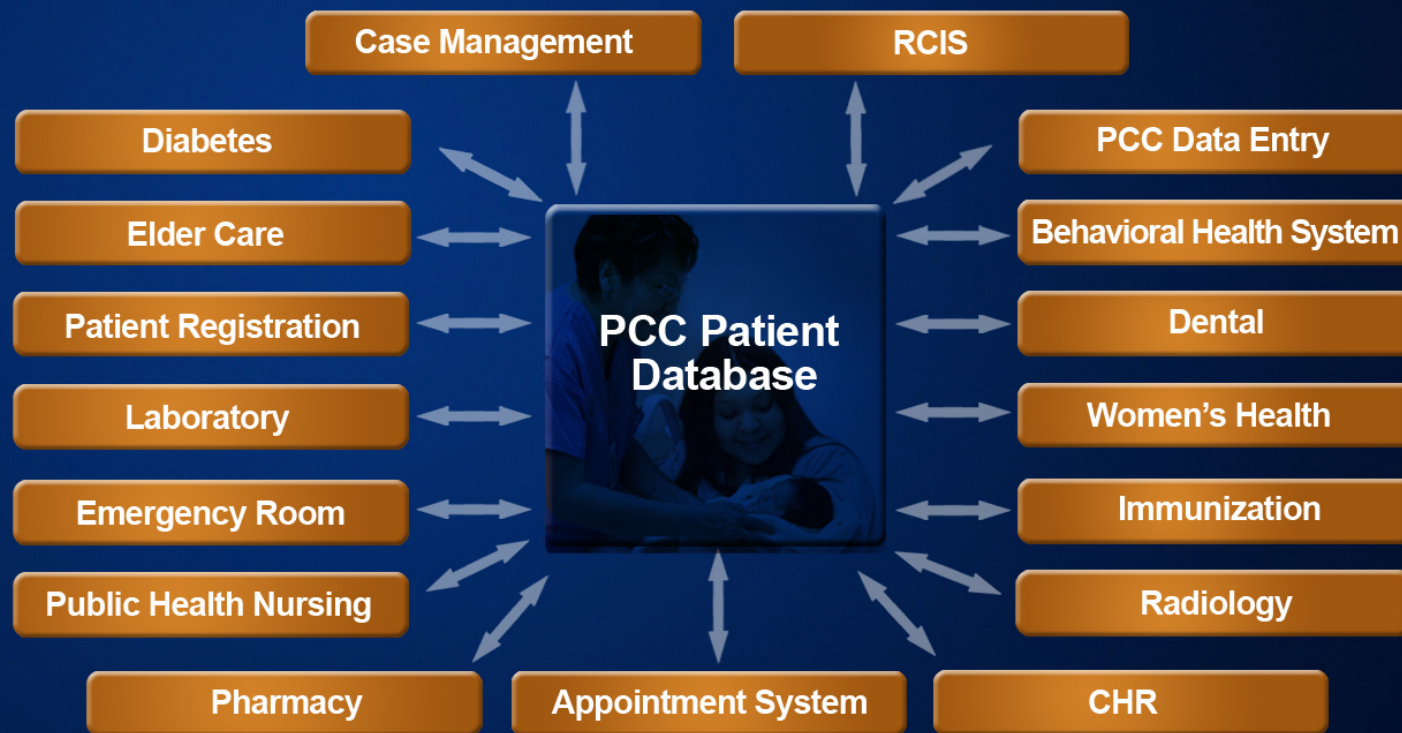 Case Management
RCIS
Diabetes
PCC Data Entry
Elder Care
Behavioral Health System
Patient Registration
Dental
PCC Patient
Database
Laboratory
Women’s Health
Emergency Room
Immunization
Public Health Nursing
Radiology
Pharmacy
Appointment System
CHR